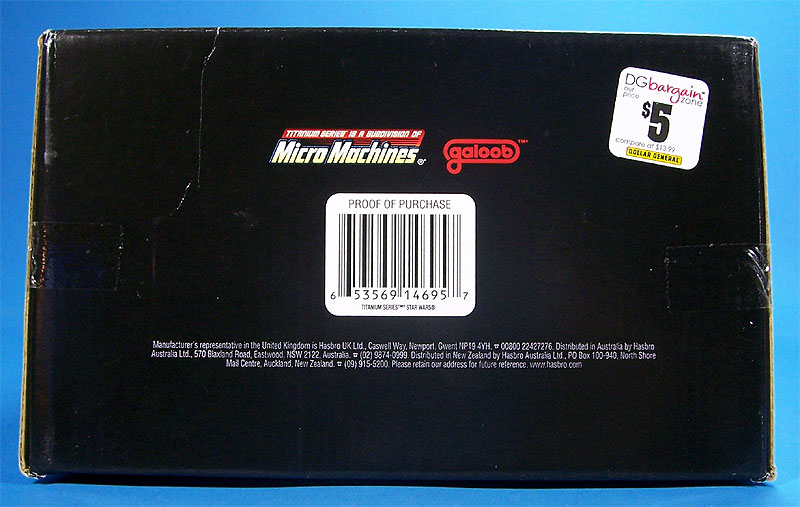 DGbargain™
our price
zone
$5
compare at $13.99
DOLLAR GENERAL
TITANIUM SERIES™ IS A SUBDIVISION OF
Micro Machines®
galoob™
PROOF OF PURCHASE
6 53569 14695 7
TITANIUM SERIES™ STAR WARS®
Manufacturer's representative in the United Kingdom is Hasbro UK Ltd., Caswell Way, Newport, Gwent NP19 4YH. ☎ 00800 22427276. Distributed in Australia by Hasbro
Australia Ltd., 570 Blaxland Road, Eastwood, NSW 2122, Australia. ☎ (02) 9874-0999. Distributed in New Zealand by Hasbro Australia Ltd., PO Box 100-940, North Shore
Mail Centre, Auckland, New Zealand. ☎ (09) 915-5200. Please retain our address for future reference. www.hasbro.com